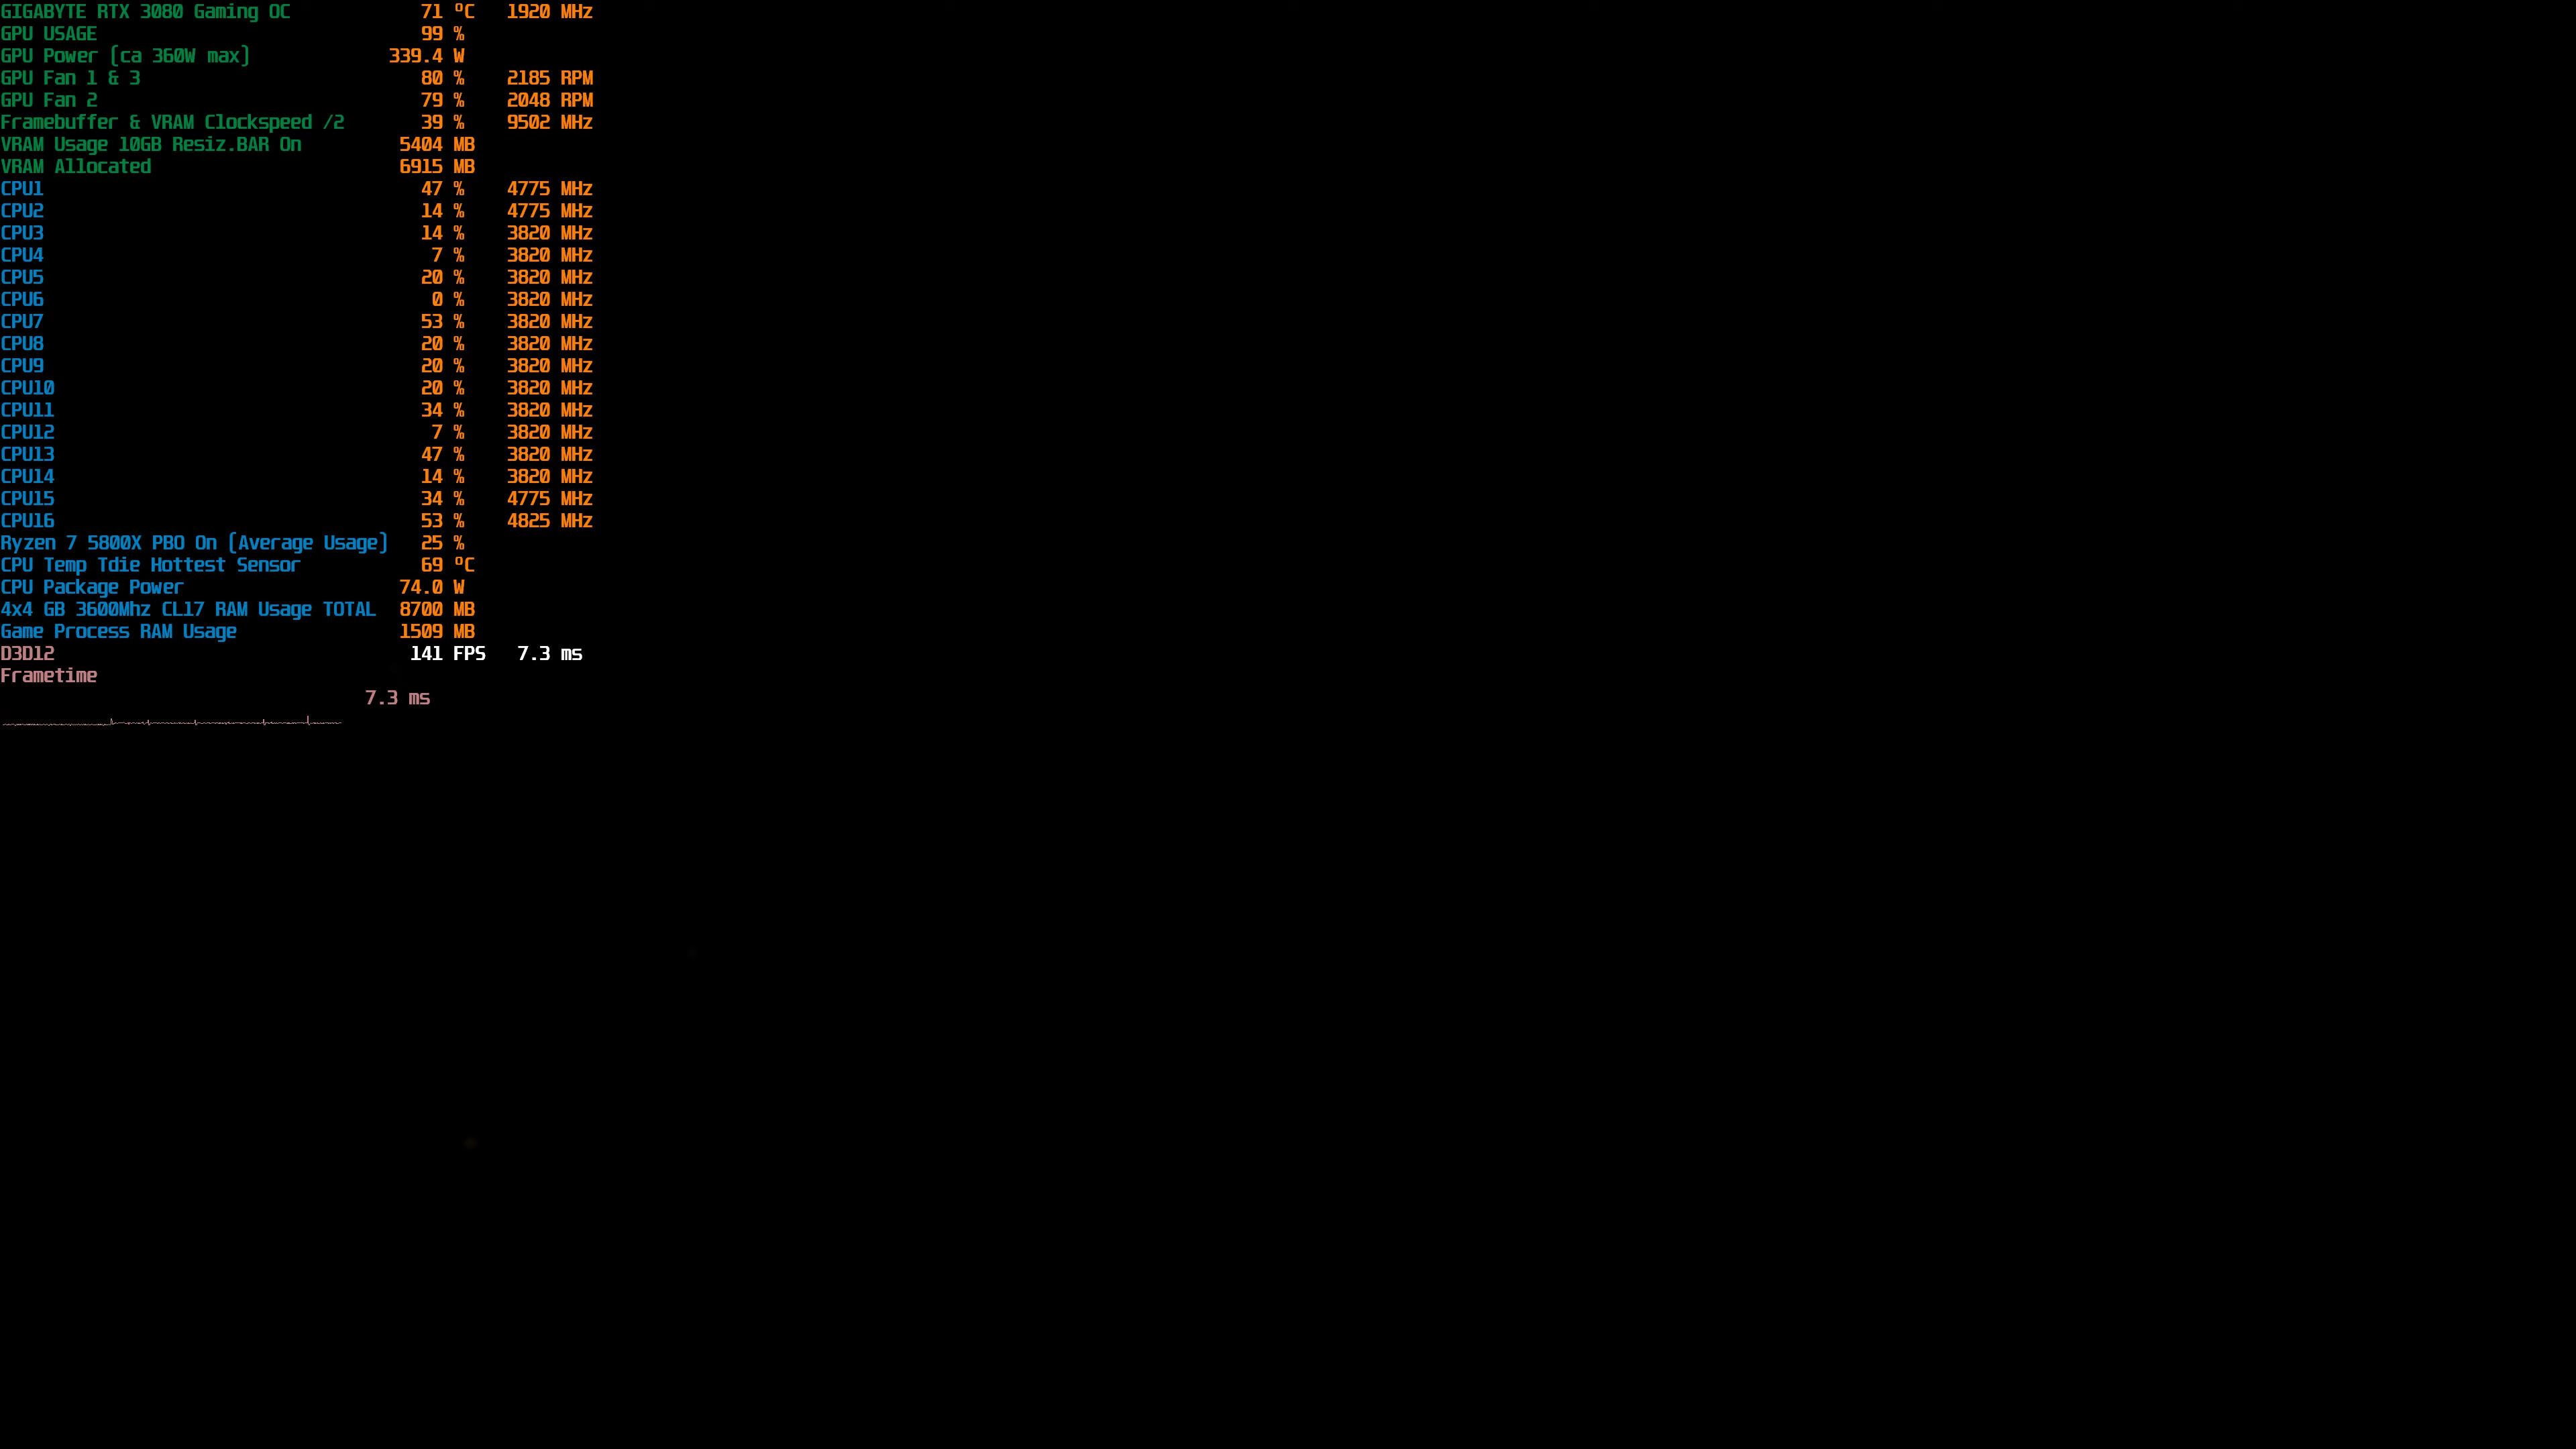 GIGABYTE RTX 3080 Gaming OC 71 °C 1920 MHz
GPU USAGE 99 %
GPU Power (ca 360W max) 339.4 W
GPU Fan 1 & 3 80 % 2185 RPM
GPU Fan 2 79 % 2048 RPM
Framebuffer & VRAM Clockspeed /2 39 % 9502 MHz
VRAM Usage 10GB Resiz.BAR On 5404 MB
VRAM Allocated 6915 MB
CPU1 47 % 4775 MHz
CPU2 14 % 4775 MHz
CPU3 14 % 3820 MHz
CPU4 7 % 3820 MHz
CPU5 20 % 3820 MHz
CPU6 0 % 3820 MHz
CPU7 53 % 3820 MHz
CPU8 20 % 3820 MHz
CPU9 20 % 3820 MHz
CPU10 20 % 3820 MHz
CPU11 34 % 3820 MHz
CPU12 7 % 3820 MHz
CPU13 47 % 3820 MHz
CPU14 14 % 3820 MHz
CPU15 34 % 4775 MHz
CPU16 53 % 4825 MHz
Ryzen 7 5800X PBO On (Average Usage) 25 %
CPU Temp Tdie Hottest Sensor 69 °C
CPU Package Power 74.0 W
4x4 GB 3600Mhz CL17 RAM Usage TOTAL 8700 MB
Game Process RAM Usage 1509 MB
D3D12 141 FPS 7.3 ms
Frametime
7.3 ms